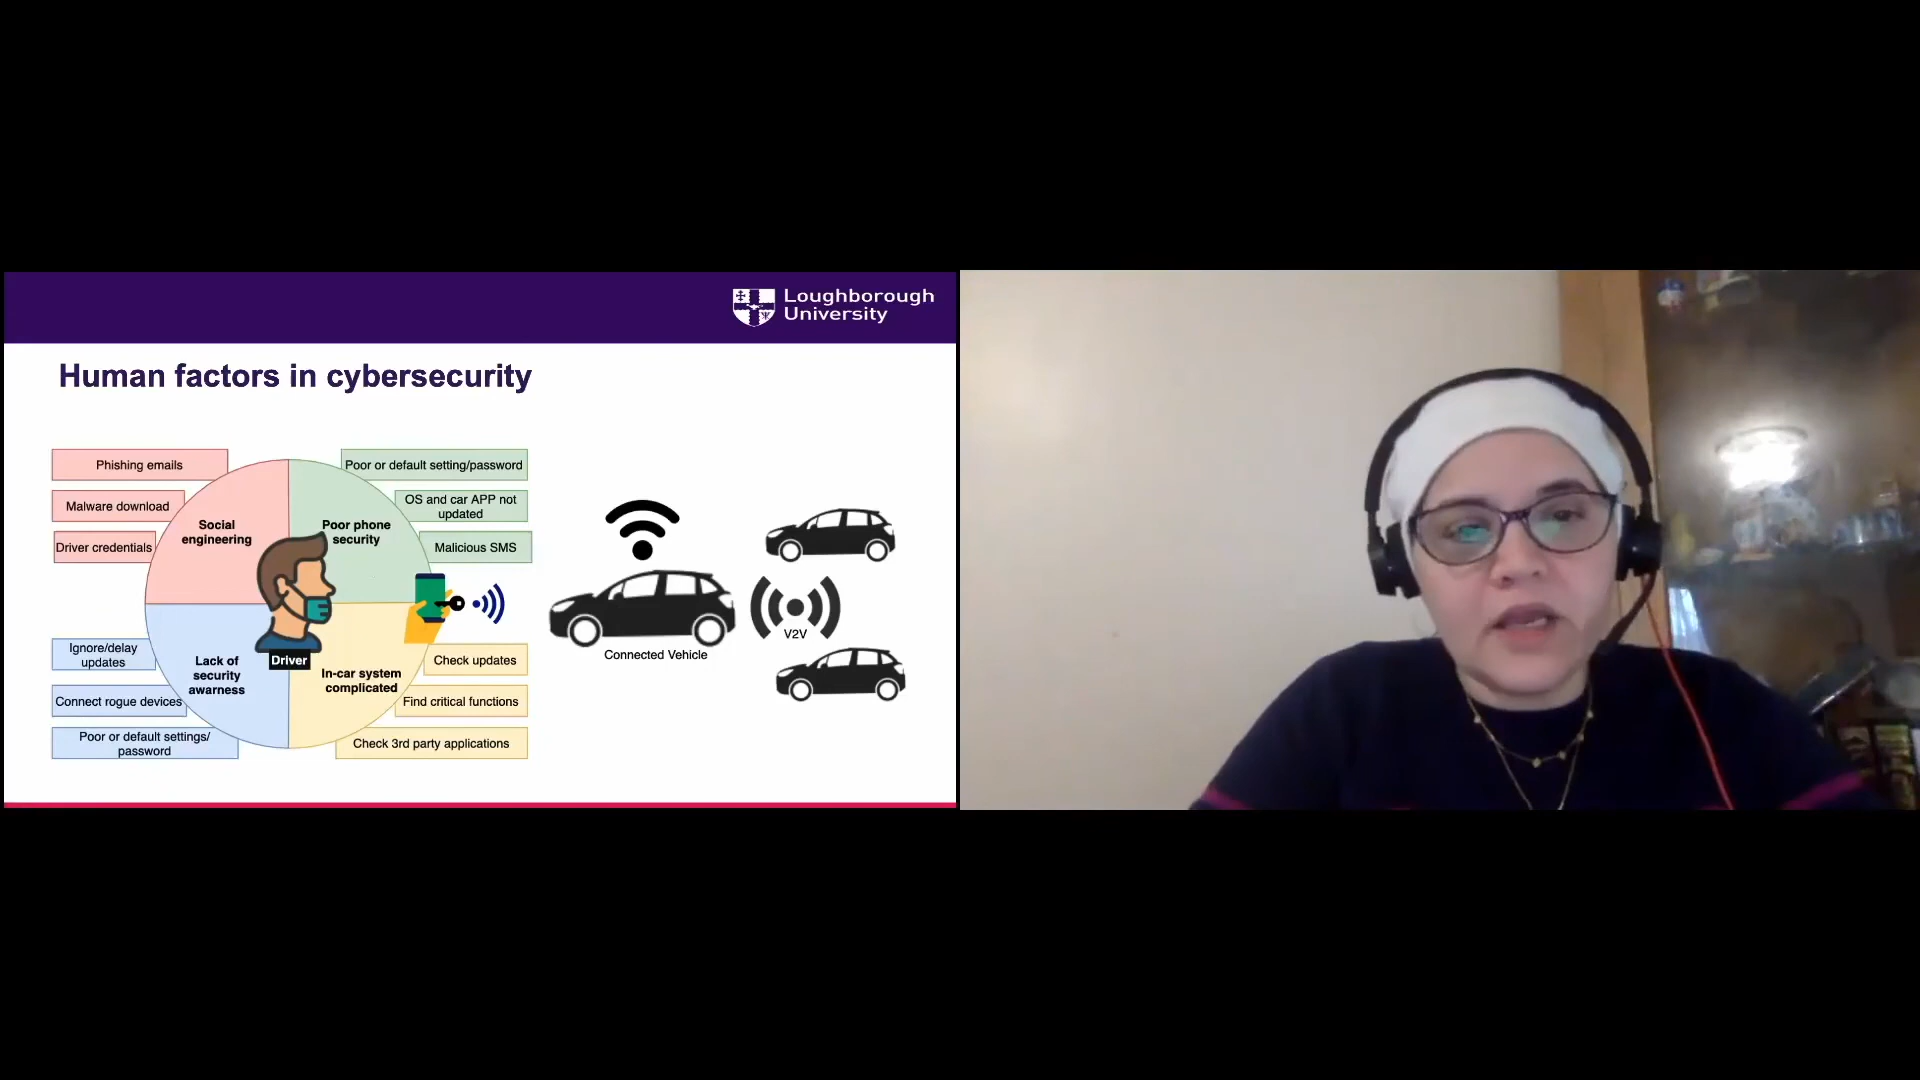 Loughborough
University
Human factors in cybersecurity
Phishing emails
Malware download
Driver credentials
Social
engineering
Poor phone
security
Poor or default setting/password
OS and car APP not
updated
Malicious SMS
Ignore/delay
updates
Connect rogue devices
Poor or default settings/
password
Lack of
security
awarness
Driver
In-car system
complicated
Check updates
Find critical functions
Check 3rd party applications
Connected Vehicle
V2V